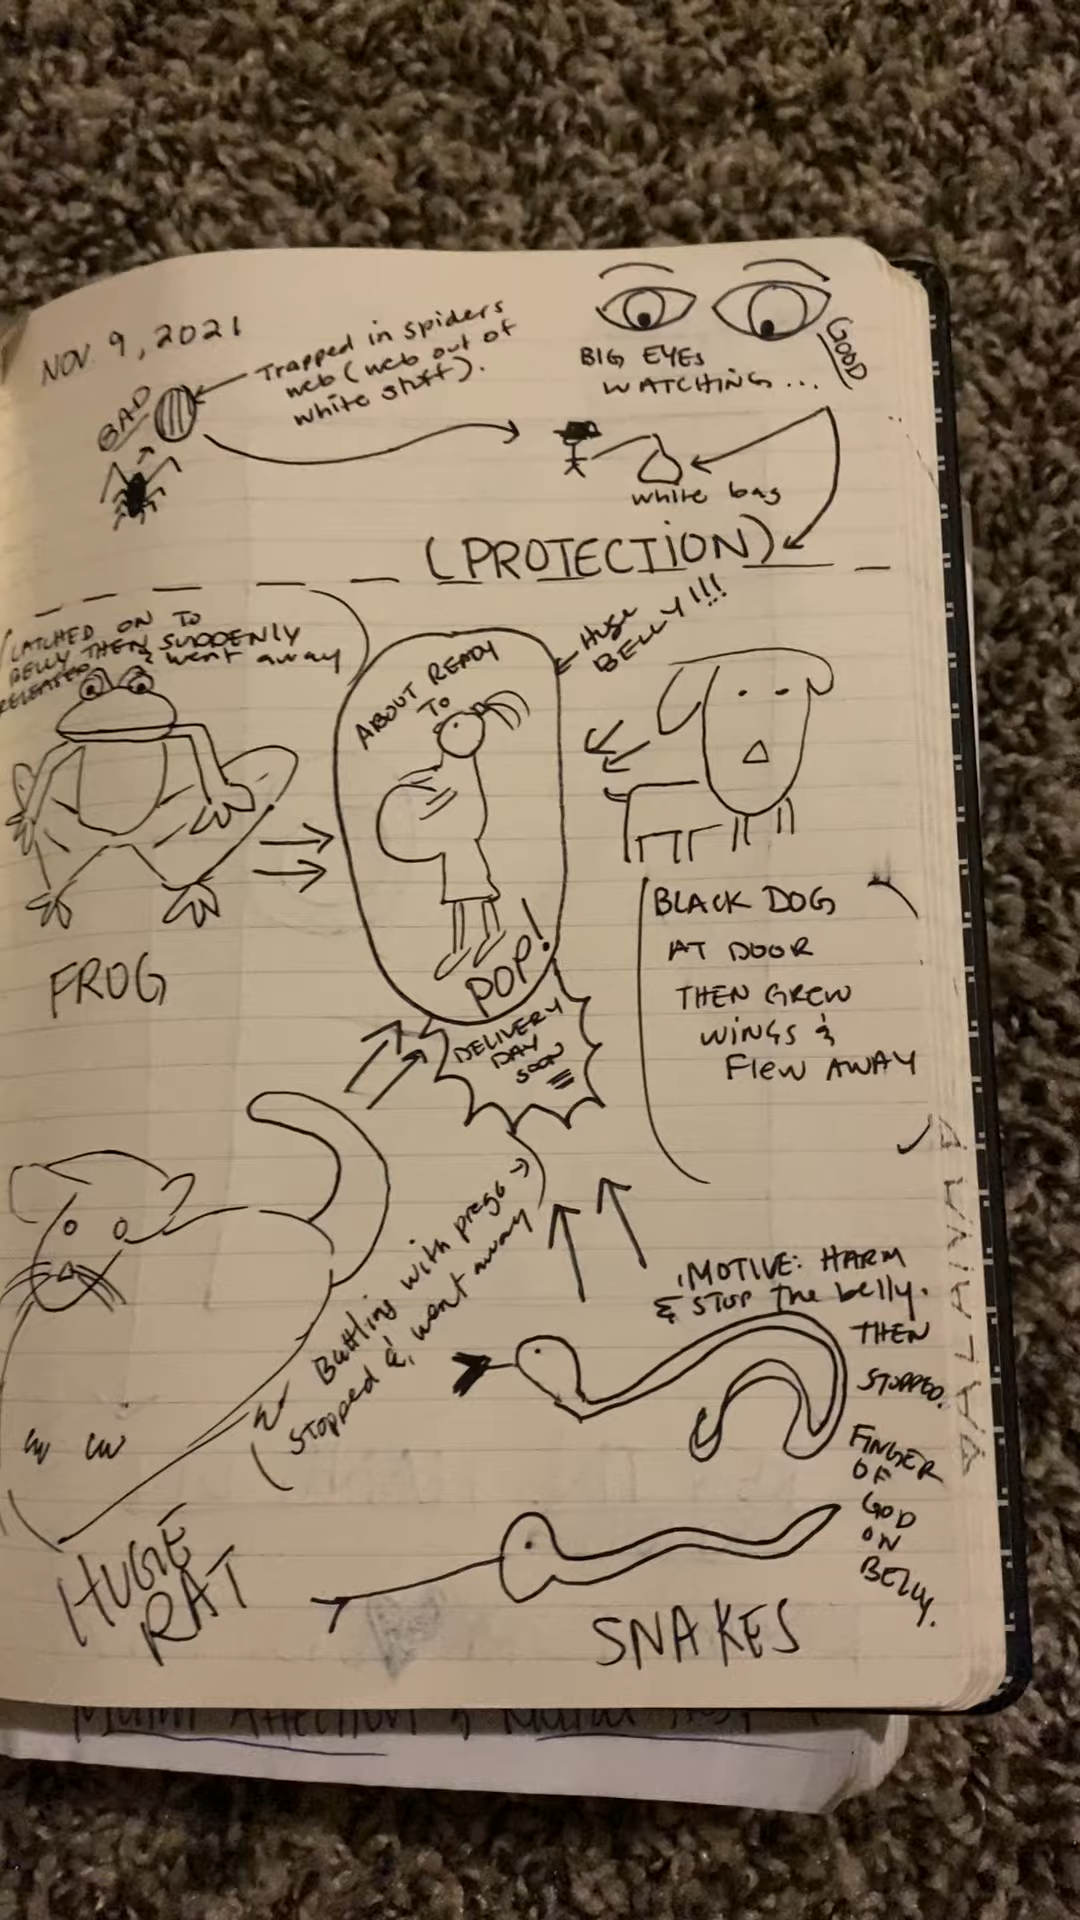 NOV. 9, 2021
BAD
Trapped in spiders
web (web out of
white stuff).
BIG EYES
WATCHING...
GOOD
white bag
(PROTECTION)
LATCHED ON TO
BELLY THEN SUDDENLY
RELEASED & went away
FROG
ABOUT READY
TO
POP!
HUGE
BELLY!!!
DELIVERY
DAY
SOON
BLACK DOG
AT DOOR
THEN GREW
WINGS &
FLEW AWAY
HUGE
RAT
Battling with prego
stopped & went away
MOTIVE: HARM
& STOP the belly.
THEN
STOPPED.
FINGER
OF
GOD
ON
BELLY.
SNAKES